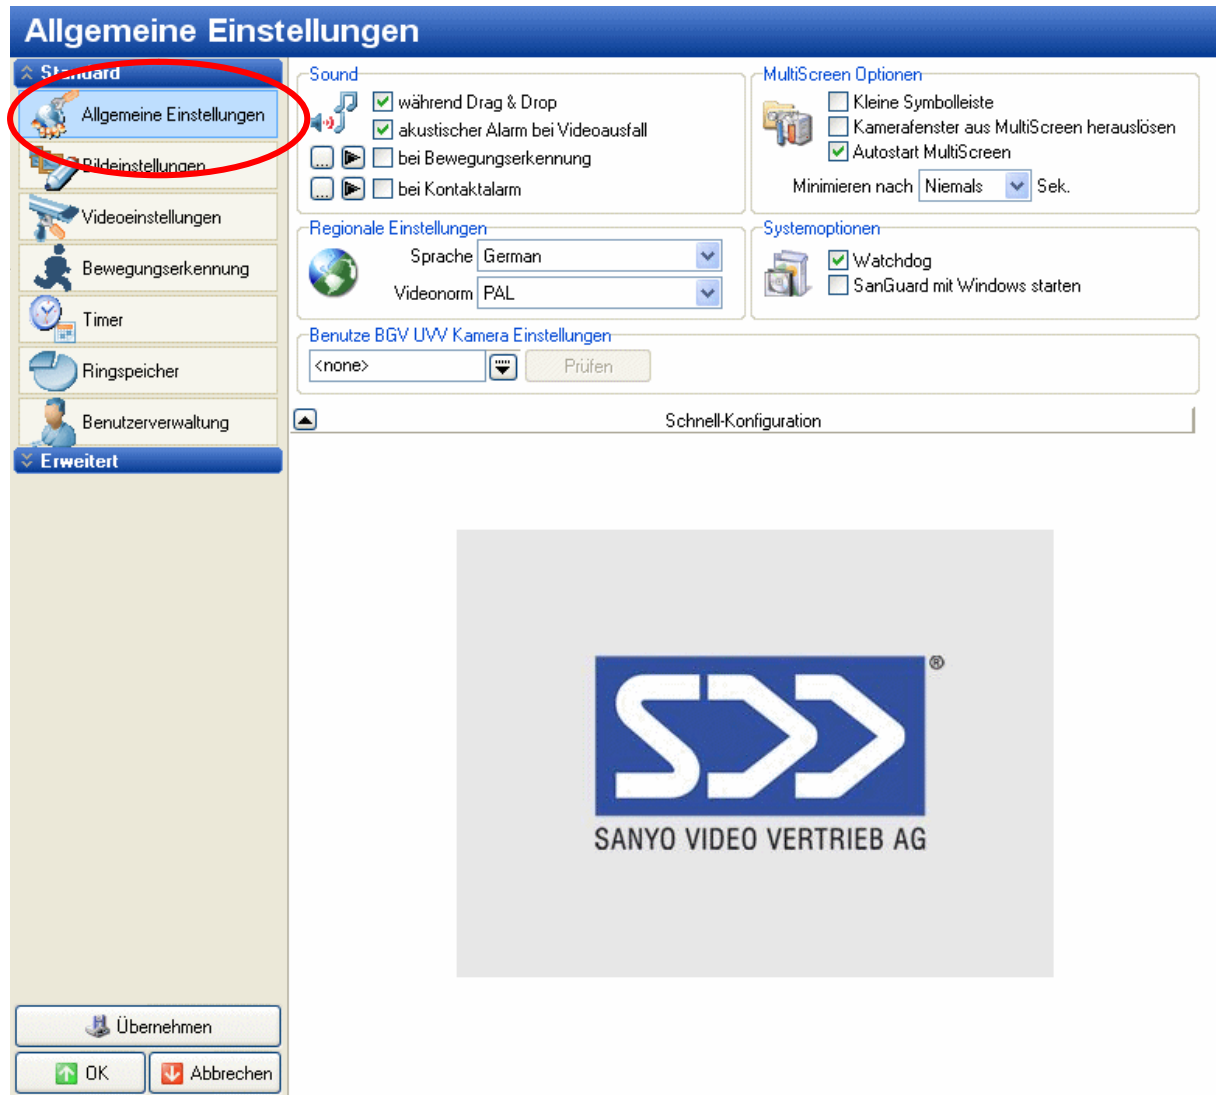 Allgemeine Einstellungen
Standard
Allgemeine Einstellungen
Bildeinstellungen
Videoeinstellungen
Bewegungserkennung
Timer
Ringspeicher
Benutzerverwaltung
Erweitert
Übernehmen
OK
Abbrechen
Sound
während Drag & Drop
akustischer Alarm bei Videoausfall
... bei Bewegungserkennung
... bei Kontaktalarm
MultiScreen Optionen
Kleine Symbolleiste
Kamerafenster aus MultiScreen herauslösen
Autostart MultiScreen
Minimieren nach Niemals Sek.
Regionale Einstellungen
Sprache German
Videonorm PAL
Systemoptionen
Watchdog
SanGuard mit Windows starten
Benutze BGV UVV Kamera Einstellungen
<none> Prüfen
Schnell-Konfiguration
SDD ®
SANYO VIDEO VERTRIEB AG